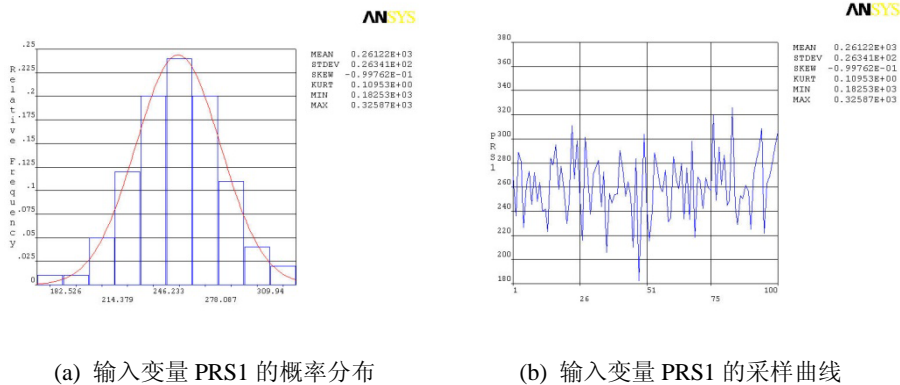 ANSYS
MEAN 0.26122E+03
STDEV 0.26341E+02
SKEW -0.99762E-01
KURT 0.10953E+00
MIN 0.18253E+03
MAX 0.32587E+03
Relative Frequency
.25
.225
.2
.175
.15
.125
.1
.075
.05
.025
0
182.526 246.233 309.94
214.379 278.087
(a) 输入变量 PRS1 的概率分布
ANSYS
MEAN 0.26122E+03
STDEV 0.26341E+02
SKEW -0.99762E-01
KURT 0.10953E+00
MIN 0.18253E+03
MAX 0.32587E+03
PRS1
380
360
340
320
300
280
260
240
220
200
180
1 51 100
26 75
(b) 输入变量 PRS1 的采样曲线